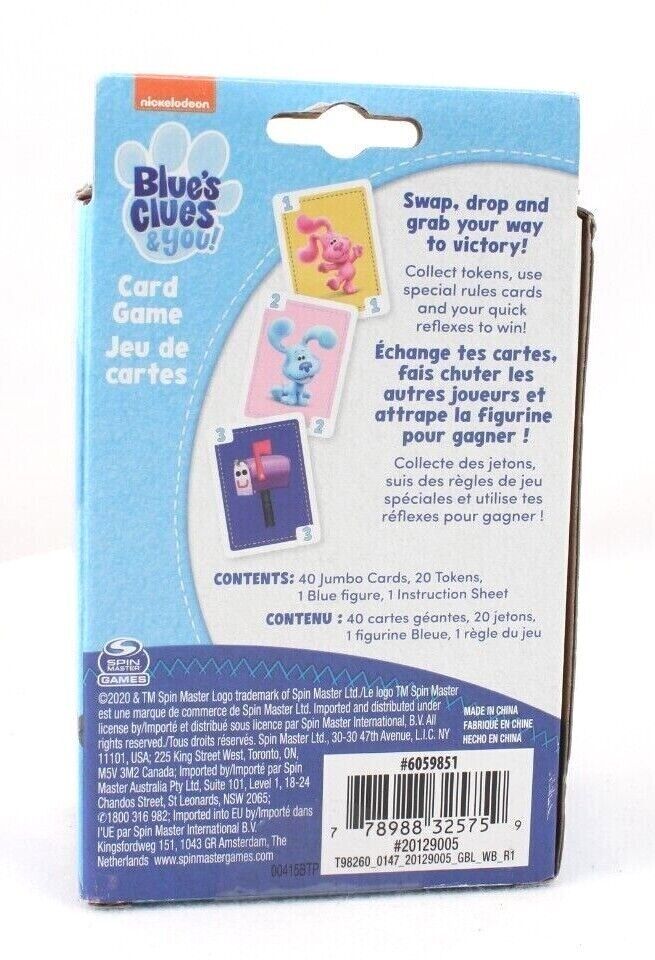 nickelodeon
Blue's
Clues
& YOU!
Card
Game
Jeu de
cartes
1
1
2
2
3
3
Swap, drop and
grab your way
to victory!
Collect tokens, use
special rules cards
and your quick
reflexes to win!
Échange tes cartes,
fais chuter les
autres joueurs et
attrape la figurine
pour gagner !
Collecte des jetons,
suis des règles de jeu
spéciales et utilise tes
réflexes pour gagner !
CONTENTS: 40 Jumbo Cards, 20 Tokens,
1 Blue figure, 1 Instruction Sheet
CONTENU : 40 cartes géantes, 20 jetons,
1 figurine Bleue, 1 règle du jeu
SPIN
MASTER
GAMES
©2020 & TM Spin Master Logo trademark of Spin Master Ltd./Le logo TM Spin Master
est une marque de commerce de Spin Master Ltd. Imported and distributed under
license by/Importé et distribué sous licence par Spin Master International, B.V. All
rights reserved./Tous droits réservés. Spin Master Ltd., 30-30 47th Avenue, L.I.C. NY
11101, USA; 225 King Street West, Toronto, ON,
M5V 3M2 Canada; Imported by/Importé par Spin
Master Australia Pty Ltd, Suite 101, Level 1, 18-24
Chandos Street, St Leonards, NSW 2065;
✆1800 316 982; Imported into EU by/Importé dans
l'UE par Spin Master International B.V.
Kingsfordweg 151, 1043 GR Amsterdam, The
Netherlands www.spinmastergames.com
MADE IN CHINA
FABRIQUÉ EN CHINE
HECHO EN CHINA
#6059851
7 78988 32575 9
#20129005
T98260_0147_20129005_GBL_WB_R1
00415BTP